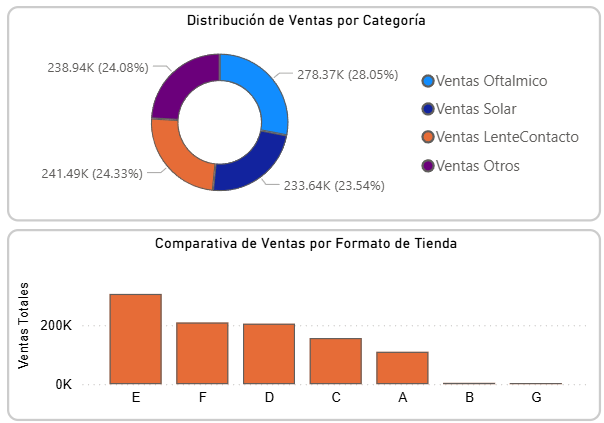 Distribución de Ventas por Categoría
238.94K (24.08%)
278.37K (28.05%)
241.49K (24.33%)
233.64K (23.54%)
Ventas Oftalmico
Ventas Solar
Ventas LenteContacto
Ventas Otros
Comparativa de Ventas por Formato de Tienda
Ventas Totales
200K
0K
E F D C A B G